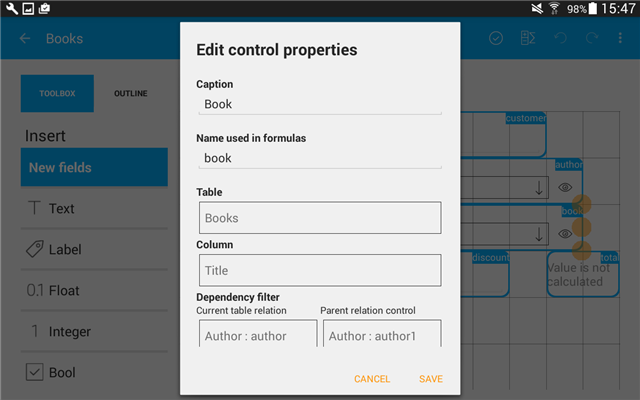 98% 15:47
Books
Edit control properties
TOOLBOX
OUTLINE
Caption
Book
customer
Insert
Name used in formulas
New fields
book
author
Text
Table
Books
book
Label
Column
discount
total
Float
Title
Value is not
calculated
Dependency filter
Integer
Current table relation
Parent relation control
Author : author
Author : author1
Bool
CANCEL
SAVE
0.1
1